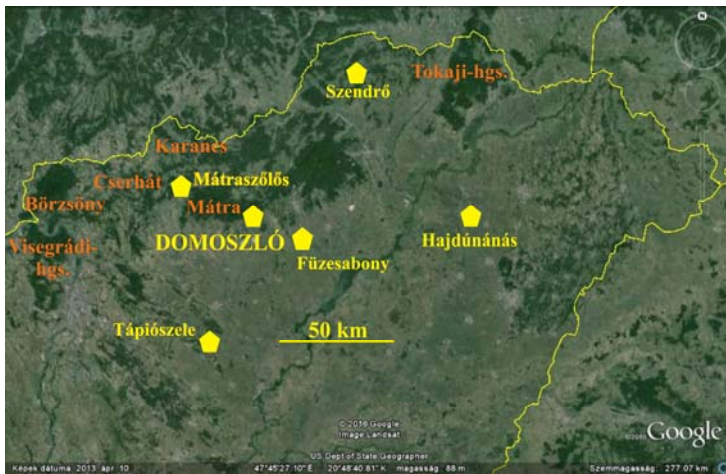 Szendrő
Tokaji-hgs.
Karancs
Cserhát
Mátraszőlős
Börzsöny
Mátra
Visegrádi-
hgs.
DOMOSZLÓ
Hajdúnánás
Füzesabony
Tápiószele
50 km
© 2016 Google
Image Landsat
Google
US Dept of State Geographer
Képek dátuma: 2013. ápr. 10
47°45'27.10"É 20°48'40.81"K magasság: 88 m
Szemmagasság: 277.07 km